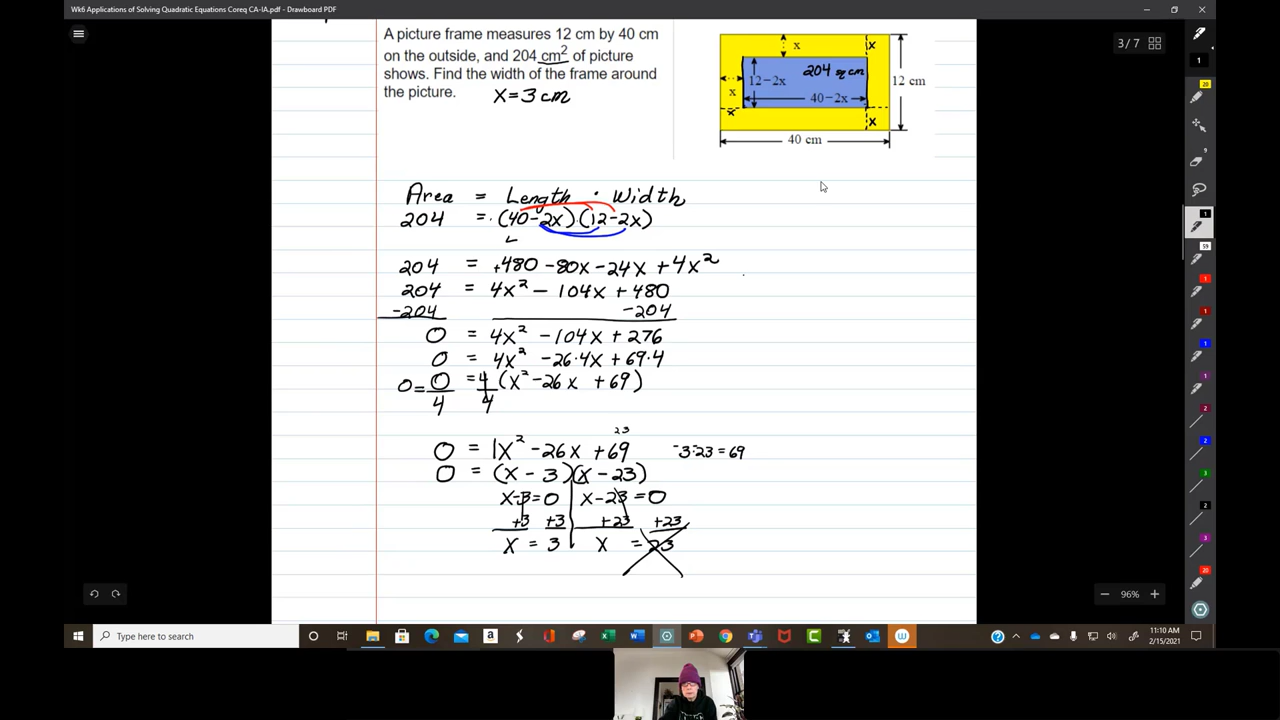 Wk6 Applications of Solving Quadratic Equations Coreq CA-IA.pdf - Drawboard PDF
3/7
A picture frame measures 12 cm by 40 cm
on the outside, and 204 cm² of picture
shows. Find the width of the frame around
the picture.
x = 3 cm
x
x
204 sq cm
12−2x
12 cm
x
40−2x
x
x
40 cm
Area = Length · Width
204 = (40-2x)·(12-2x)
204 = +480 -80x -24x +4x²
204 = 4x² - 104x + 480
-204 -204
0 = 4x² -104x + 276
0 = 4x² -26·4x + 69·4
0 = 0/4 = 4/4 (x² -26x + 69)
23
0 = 1x² -26x + 69 -3·-23 = 69
0 = (x - 3)(x - 23)
x-3=0 x-23=0
+3 +3 +23 +23
x = 3 x = 23
96%
Type here to search
11:10 AM
2/15/2021